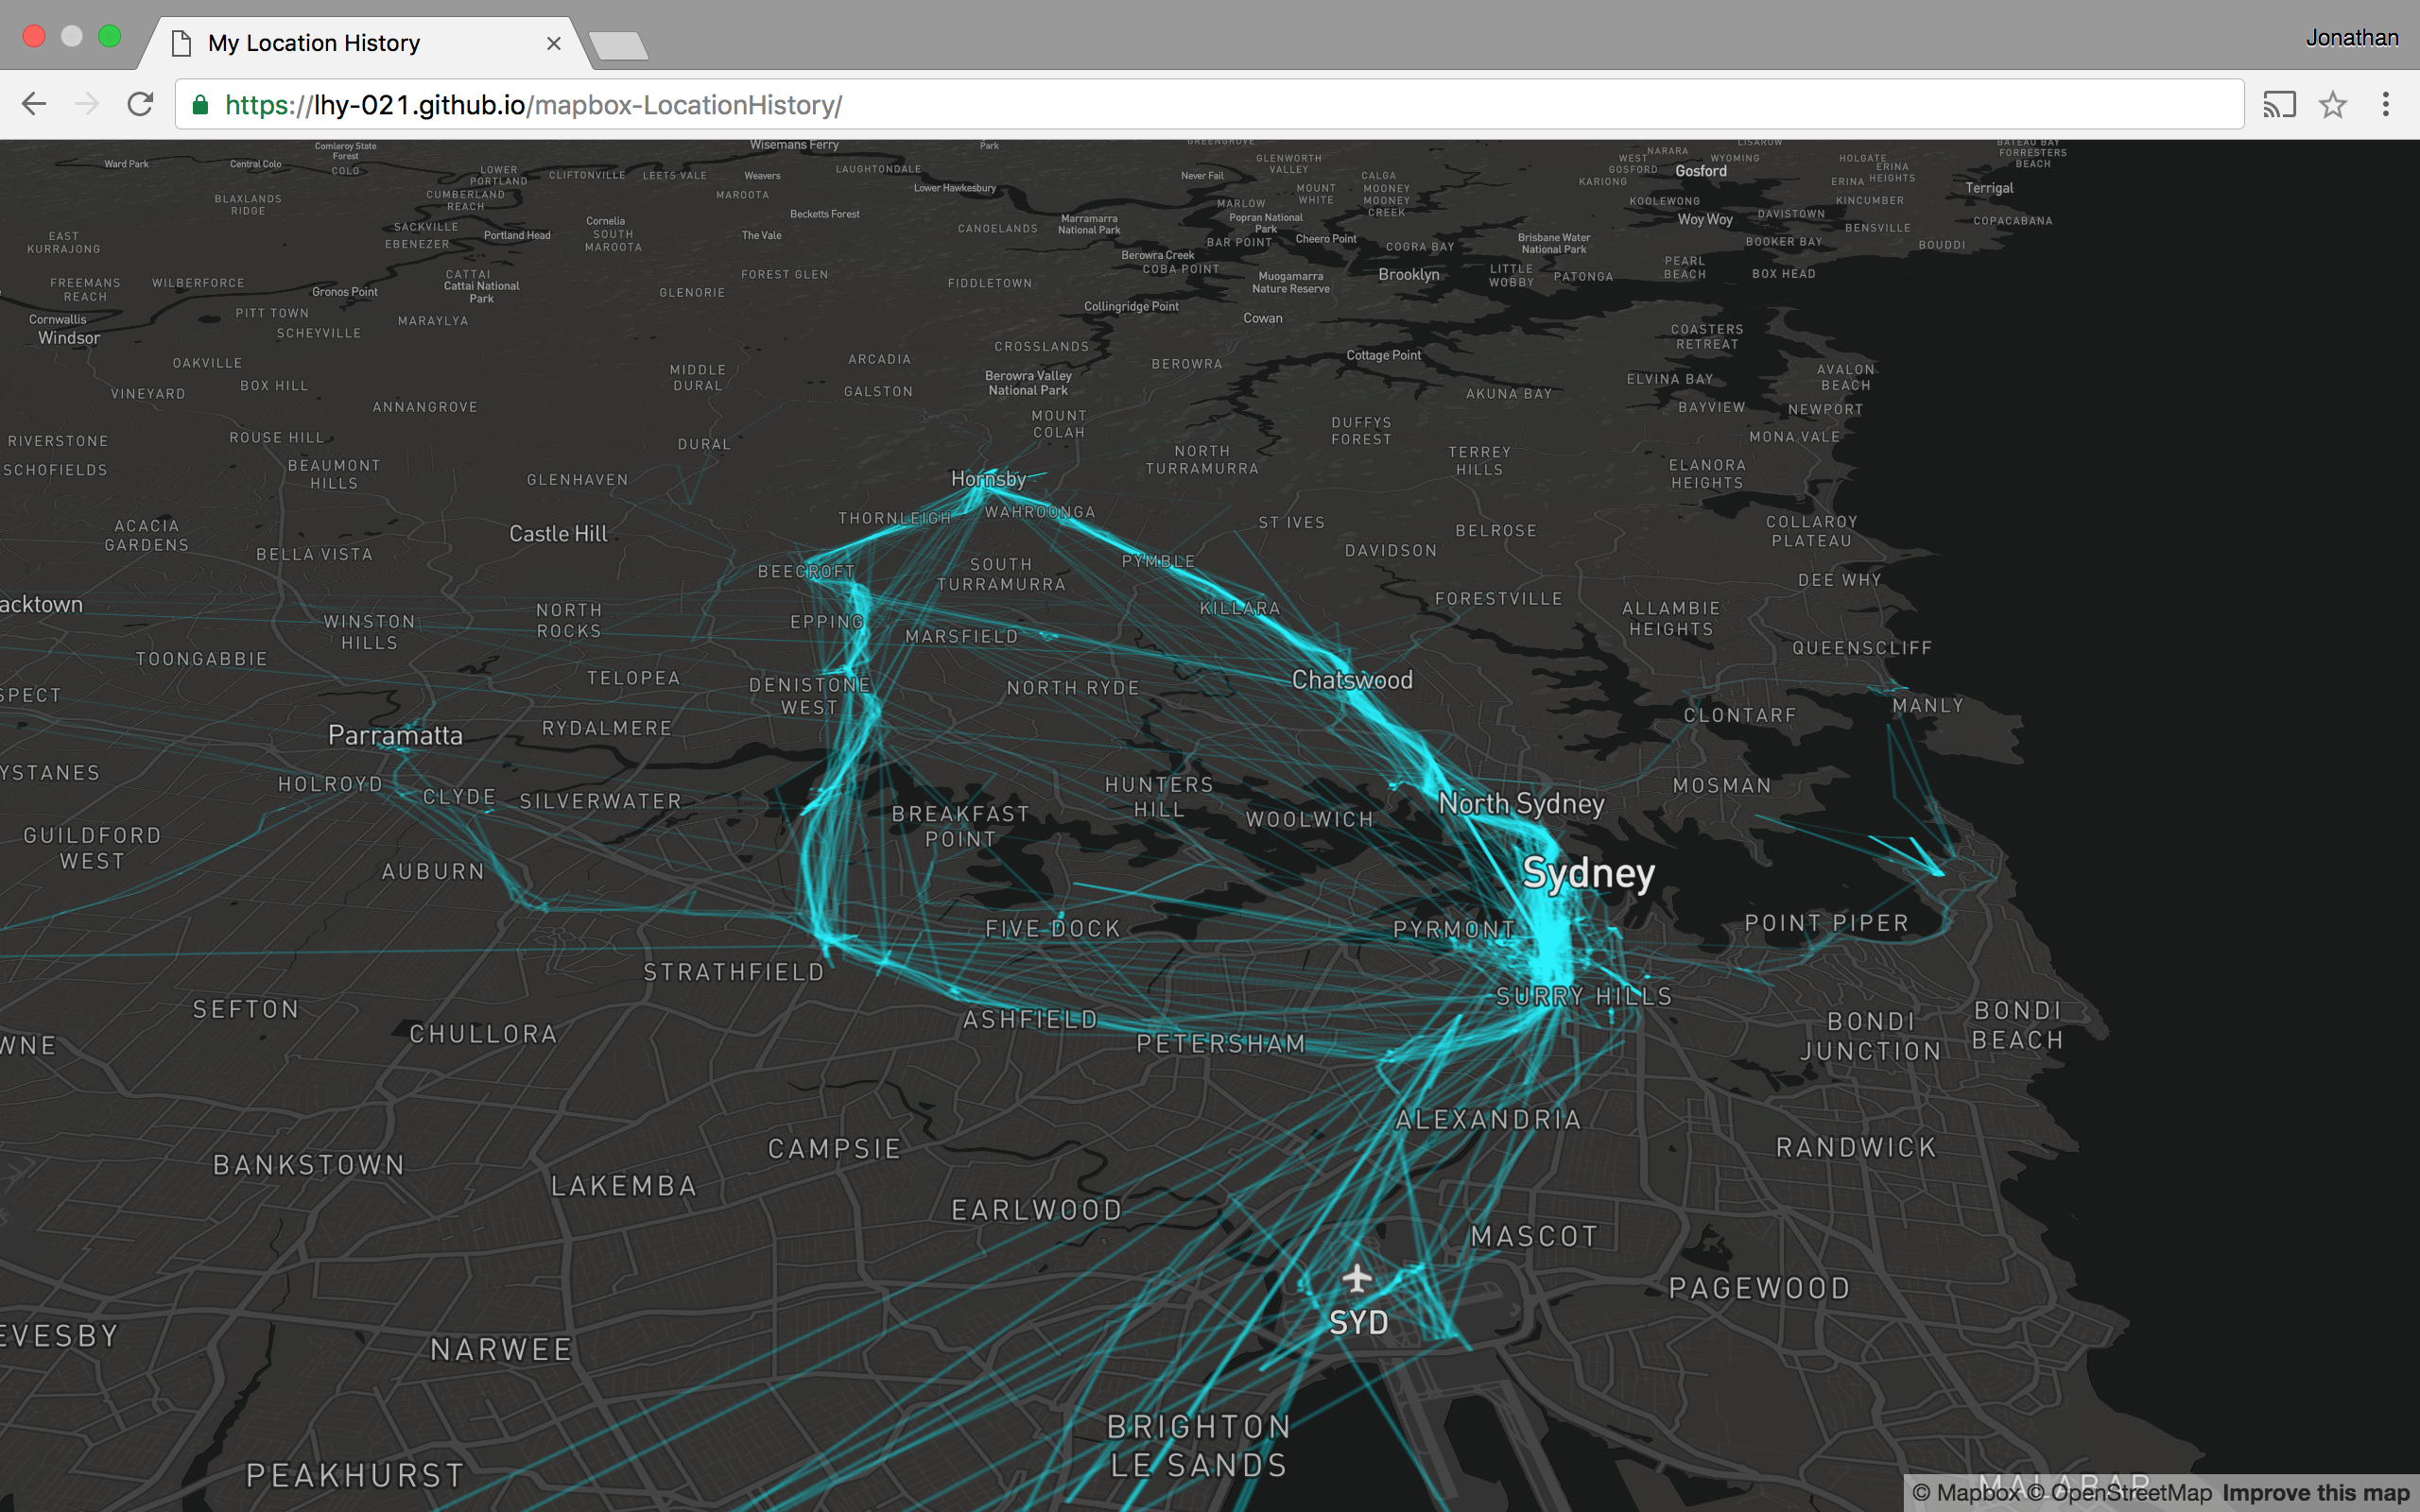 My Location History
Jonathan
https://lhy-021.github.io/mapbox-LocationHistory/
Ward Park
Central Colo
Comleroy State
Forest
COLO
LOWER
PORTLAND
CLIFTONVILLE
LEETS VALE
Wisemans Ferry
Weavers
MAROOTA
LAUGHTONDALE
Park
Lower Hawkesbury
GREENGROVE
GLENWORTH
VALLEY
Never Fail
MOUNT
WHITE
CALGA
MOONEY
MOONEY
CREEK
NARARA
WEST
GOSFORD
LISAROW
WYOMING
KARIONG
Gosford
HOLGATE
ERINA
ERINA
HEIGHTS
BATEAU BAY
FORRESTERS
BEACH
Terrigal
BLAXLANDS
RIDGE
CUMBERLAND
REACH
SACKVILLE
EBENEZER
Portland Head
Cornelia
SOUTH
MAROOTA
Becketts Forest
The Vale
CANOELANDS
Marramarra
National Park
MARLOW
Popran National
Park
BAR POINT
Cheero Point
COGRA BAY
Brisbane Water
National Park
KOOLEWONG
Woy Woy
DAVISTOWN
KINCUMBER
BENSVILLE
COPACABANA
BOOKER BAY
BOUDDI
EAST
KURRAJONG
FREEMANS
REACH
WILBERFORCE
Gronos Point
CATTAI
Cattai National
Park
FOREST GLEN
GLENORIE
FIDDLETOWN
Berowra Creek
COBA POINT
Muogamarra
Nature Reserve
Brooklyn
LITTLE
WOBBY
PATONGA
PEARL
BEACH
BOX HEAD
Cornwallis
Windsor
PITT TOWN
SCHEYVILLE
MARAYLYA
Collingridge Point
Cowan
COASTERS
RETREAT
OAKVILLE
VINEYARD
BOX HILL
ANNANGROVE
MIDDLE
DURAL
ARCADIA
GALSTON
CROSSLANDS
Berowra Valley
National Park
BEROWRA
Cottage Point
AKUNA BAY
ELVINA BAY
AVALON
BEACH
BAYVIEW
NEWPORT
MONA VALE
RIVERSTONE
SCHOFIELDS
ROUSE HILL
BEAUMONT
HILLS
GLENHAVEN
DURAL
MOUNT
COLAH
NORTH
TURRAMURRA
DUFFYS
FOREST
TERREY
HILLS
ELANORA
HEIGHTS
Hornsby
THORNLEIGH
WAHROONGA
ST IVES
BELROSE
COLLAROY
PLATEAU
ACACIA
GARDENS
BELLA VISTA
Castle Hill
BEECROFT
SOUTH
TURRAMURRA
PYMBLE
DAVIDSON
DEE WHY
acktown
WINSTON
HILLS
NORTH
ROCKS
EPPING
MARSFIELD
KILLARA
FORESTVILLE
ALLAMBIE
HEIGHTS
QUEENSCLIFF
TOONGABBIE
TELOPEA
DENISTONE
WEST
NORTH RYDE
Chatswood
SPECT
CLONTARF
MANLY
Parramatta
RYDALMERE
YSTANES
HOLROYD
CLYDE
SILVERWATER
BREAKFAST
POINT
HUNTERS
HILL
WOOLWICH
North Sydney
MOSMAN
GUILDFORD
WEST
AUBURN
Sydney
FIVE DOCK
PYRMONT
POINT PIPER
STRATHFIELD
SURRY HILLS
SEFTON
CHULLORA
ASHFIELD
PETERSHAM
BONDI
JUNCTION
BONDI
BEACH
WNE
ALEXANDRIA
BANKSTOWN
LAKEMBA
CAMPSIE
EARLWOOD
RANDWICK
MASCOT
PAGEWOOD
SYD
EVESBY
NARWEE
PEAKHURST
BRIGHTON
LE SANDS
MALABAR
© Mapbox © OpenStreetMap Improve this map